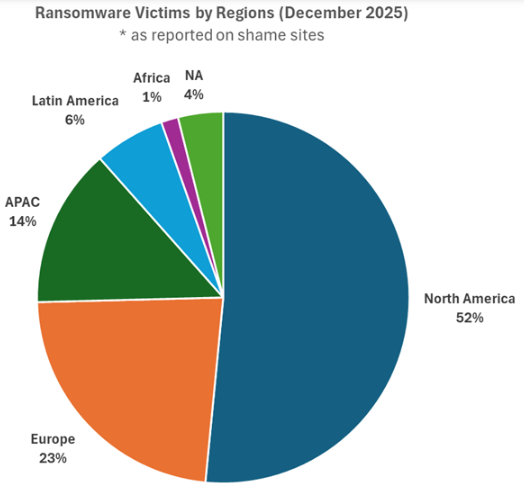 Ransomware Victims by Regions (December 2025)
* as reported on shame sites
Africa
1%
NA
4%
Latin America
6%
APAC
14%
North America
52%
Europe
23%